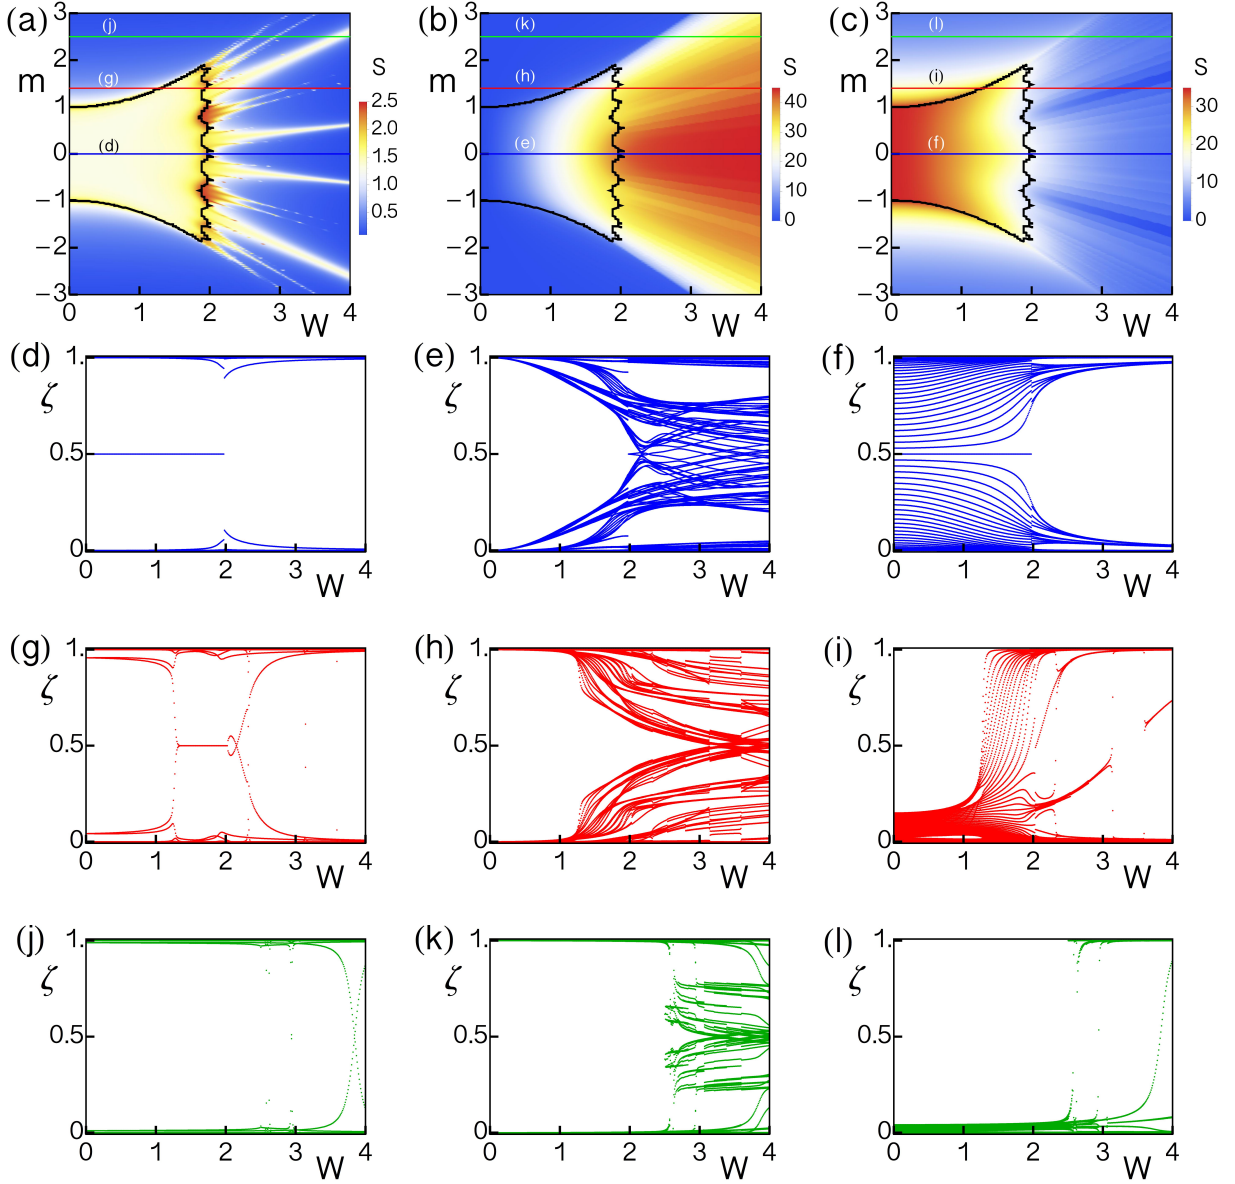 (a) (b) (c)
3 3 3
(j) (k) (l)
2 2 2
m S S S
(g) (h) (i)
2.5 40 30
1 1 1
2.0 30 20
(d) (e) (f)
0 0 0
1.5 20 10
1.0 10 0
0.5 0
−1 −1 −1
−2 −2 −2
−3 −3 −3
0 1 2 W 3 4 0 1 2 W 3 4 0 1 2 W 3 4
(d) (e) (f)
1. 1. 1.
ζ ζ ζ
0.5 0.5 0.5
0 0 0
0 1 2 3 W 4 0 1 2 3 W 4 0 1 2 3 W 4
(g) (h) (i)
1. 1. 1.
ζ ζ ζ
0.5 0.5 0.5
0 0 0
0 1 2 3 W 4 0 1 2 3 W 4 0 1 2 3 W 4
(j) (k) (l)
1. 1. 1.
ζ ζ ζ
0.5 0.5 0.5
0 0 0
0 1 2 3 W 4 0 1 2 3 W 4 0 1 2 3 W 4